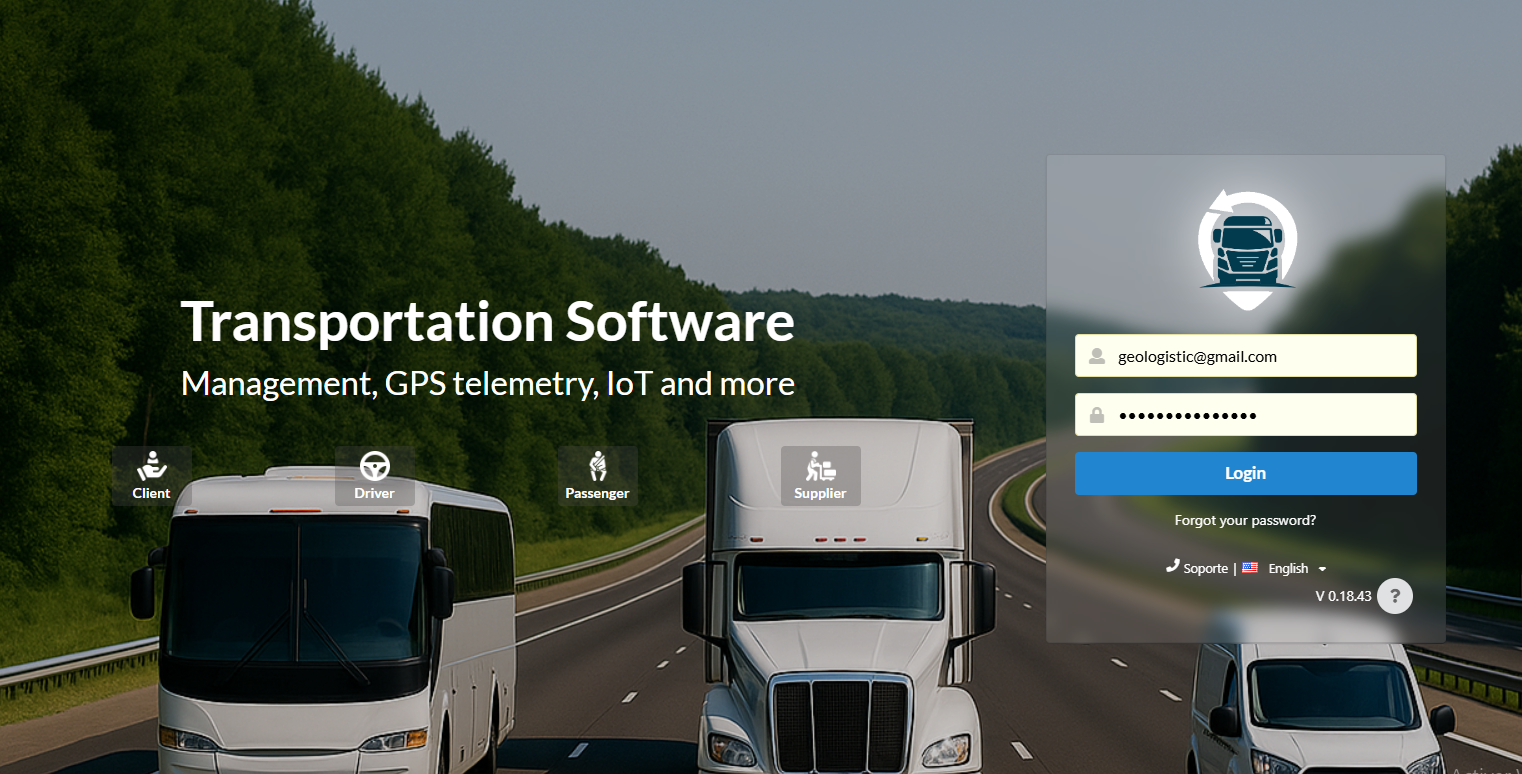 Transportation Software
Management, GPS telemetry, IoT and more
Client
Driver
Passenger
Supplier
geologistic@gmail.com
•••••••••••••••
Login
Forgot your password?
Soporte | English
V 0.18.43
?